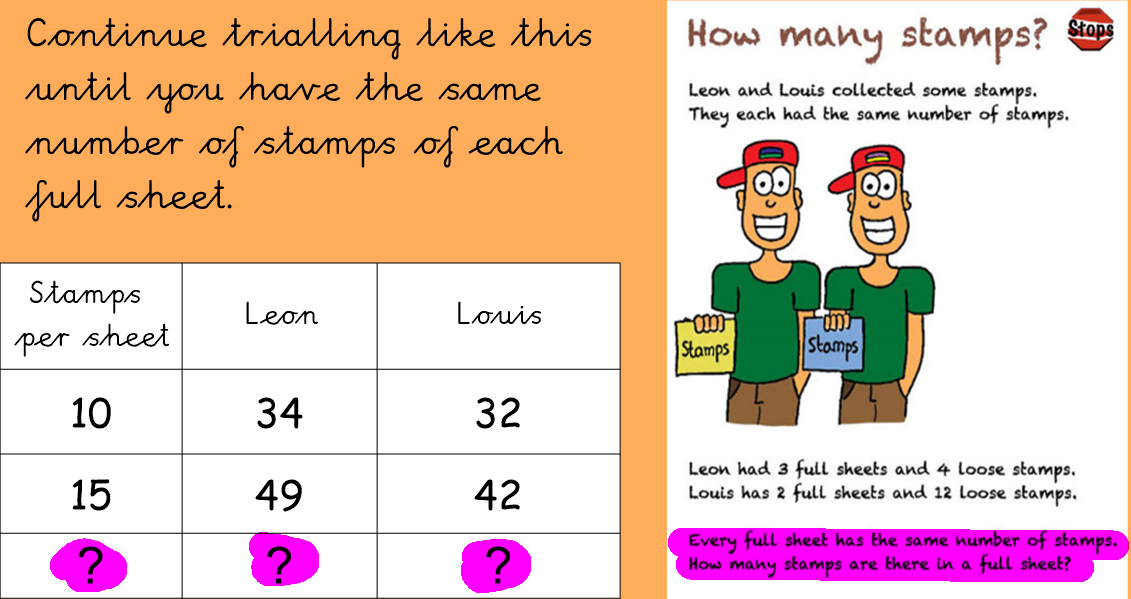 Continue trialling like this
until you have the same
number of stamps of each
full sheet.
Stamps
per sheet
Leon
Louis
10
34
32
15
49
42
?
?
?
How many stamps?
Stops
Leon and Louis collected some stamps.
They each had the same number of stamps.
Stamps
Stamps
Leon had 3 full sheets and 4 loose stamps.
Louis has 2 full sheets and 12 loose stamps.
Every full sheet has the same number of stamps.
How many stamps are there in a full sheet?